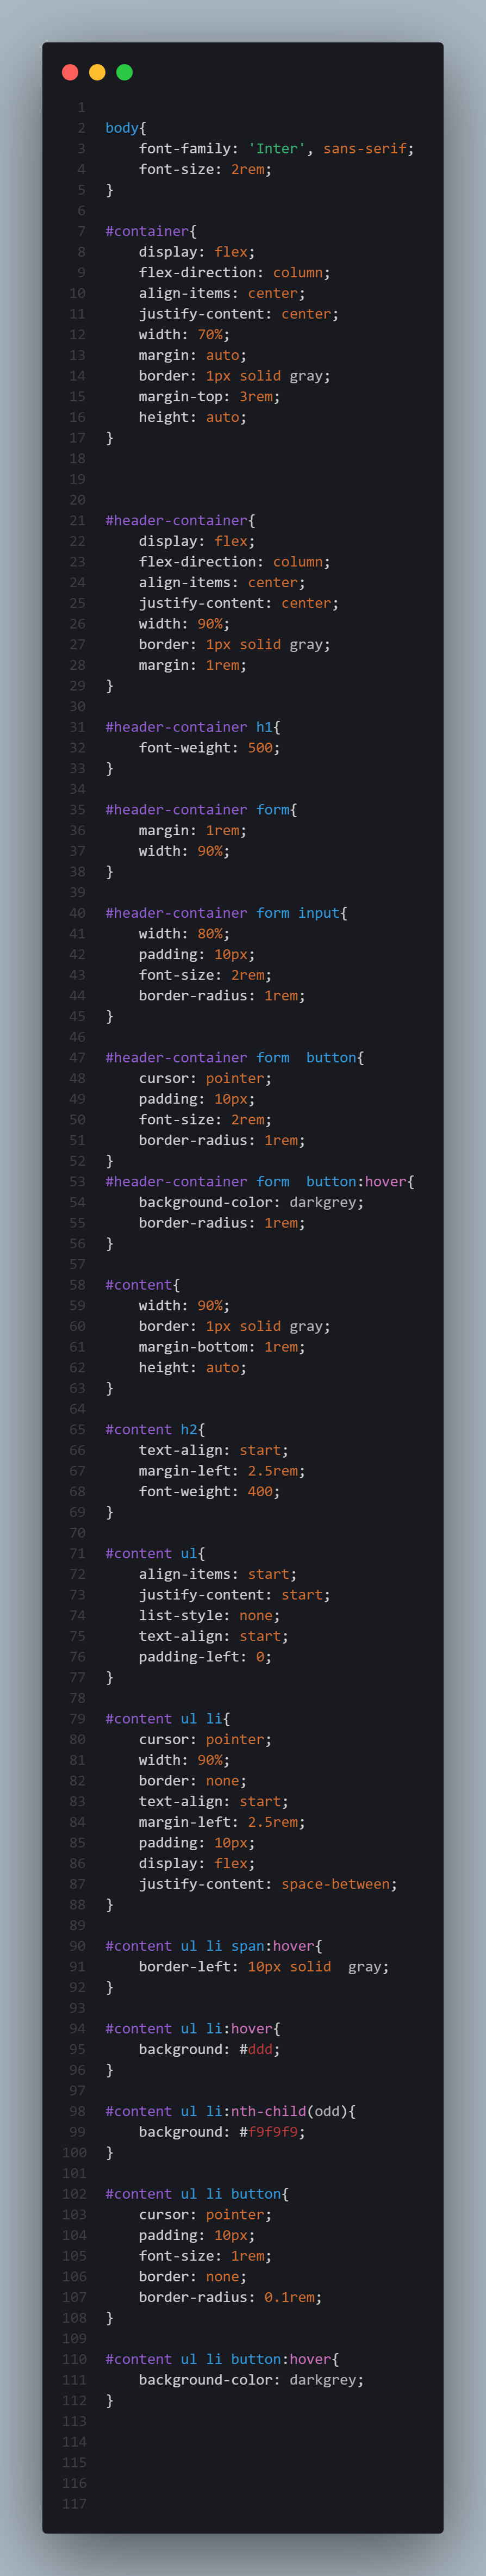 1
2 body{
3     font-family: 'Inter', sans-serif;
4     font-size: 2rem;
5 }
6
7 #container{
8     display: flex;
9     flex-direction: column;
10     align-items: center;
11     justify-content: center;
12     width: 70%;
13     margin: auto;
14     border: 1px solid gray;
15     margin-top: 3rem;
16     height: auto;
17 }
18
19
20
21 #header-container{
22     display: flex;
23     flex-direction: column;
24     align-items: center;
25     justify-content: center;
26     width: 90%;
27     border: 1px solid gray;
28     margin: 1rem;
29 }
30
31 #header-container h1{
32     font-weight: 500;
33 }
34
35 #header-container form{
36     margin: 1rem;
37     width: 90%;
38 }
39
40 #header-container form input{
41     width: 80%;
42     padding: 10px;
43     font-size: 2rem;
44     border-radius: 1rem;
45 }
46
47 #header-container form  button{
48     cursor: pointer;
49     padding: 10px;
50     font-size: 2rem;
51     border-radius: 1rem;
52 }
53 #header-container form  button:hover{
54     background-color: darkgrey;
55     border-radius: 1rem;
56 }
57
58 #content{
59     width: 90%;
60     border: 1px solid gray;
61     margin-bottom: 1rem;
62     height: auto;
63 }
64
65 #content h2{
66     text-align: start;
67     margin-left: 2.5rem;
68     font-weight: 400;
69 }
70
71 #content ul{
72     align-items: start;
73     justify-content: start;
74     list-style: none;
75     text-align: start;
76     padding-left: 0;
77 }
78
79 #content ul li{
80     cursor: pointer;
81     width: 90%;
82     border: none;
83     text-align: start;
84     margin-left: 2.5rem;
85     padding: 10px;
86     display: flex;
87     justify-content: space-between;
88 }
89
90 #content ul li span:hover{
91     border-left: 10px solid  gray;
92 }
93
94 #content ul li:hover{
95     background: #ddd;
96 }
97
98 #content ul li:nth-child(odd){
99     background: #f9f9f9;
100 }
101
102 #content ul li button{
103     cursor: pointer;
104     padding: 10px;
105     font-size: 1rem;
106     border: none;
107     border-radius: 0.1rem;
108 }
109
110 #content ul li button:hover{
111     background-color: darkgrey;
112 }
113
114
115
116
117